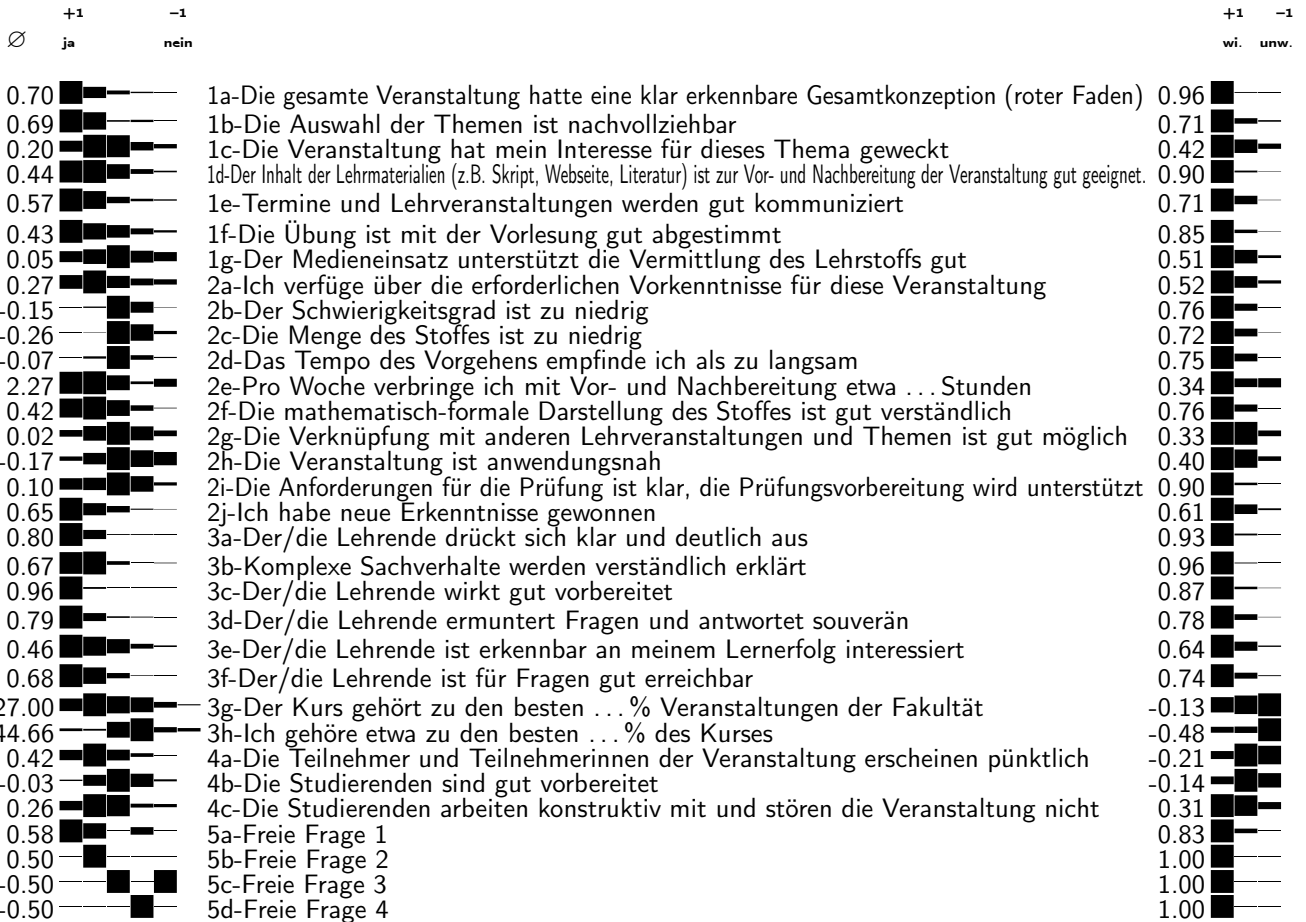 +1 −1 +1 −1
∅ ja nein wi. unw.
0.70 1a-Die gesamte Veranstaltung hatte eine klar erkennbare Gesamtkonzeption (roter Faden) 0.96
0.69 1b-Die Auswahl der Themen ist nachvollziehbar 0.71
0.20 1c-Die Veranstaltung hat mein Interesse für dieses Thema geweckt 0.42
0.44 1d-Der Inhalt der Lehrmaterialien (z.B. Skript, Webseite, Literatur) ist zur Vor- und Nachbereitung der Veranstaltung gut geeignet. 0.90
0.57 1e-Termine und Lehrveranstaltungen werden gut kommuniziert 0.71
0.43 1f-Die Übung ist mit der Vorlesung gut abgestimmt 0.85
0.05 1g-Der Medieneinsatz unterstützt die Vermittlung des Lehrstoffs gut 0.51
0.27 2a-Ich verfüge über die erforderlichen Vorkenntnisse für diese Veranstaltung 0.52
-0.15 2b-Der Schwierigkeitsgrad ist zu niedrig 0.76
-0.26 2c-Die Menge des Stoffes ist zu niedrig 0.72
-0.07 2d-Das Tempo des Vorgehens empfinde ich als zu langsam 0.75
2.27 2e-Pro Woche verbringe ich mit Vor- und Nachbereitung etwa ... Stunden 0.34
0.42 2f-Die mathematisch-formale Darstellung des Stoffes ist gut verständlich 0.76
0.02 2g-Die Verknüpfung mit anderen Lehrveranstaltungen und Themen ist gut möglich 0.33
-0.17 2h-Die Veranstaltung ist anwendungsnah 0.40
0.10 2i-Die Anforderungen für die Prüfung ist klar, die Prüfungsvorbereitung wird unterstützt 0.90
0.65 2j-Ich habe neue Erkenntnisse gewonnen 0.61
0.80 3a-Der/die Lehrende drückt sich klar und deutlich aus 0.93
0.67 3b-Komplexe Sachverhalte werden verständlich erklärt 0.96
0.96 3c-Der/die Lehrende wirkt gut vorbereitet 0.87
0.79 3d-Der/die Lehrende ermuntert Fragen und antwortet souverän 0.78
0.46 3e-Der/die Lehrende ist erkennbar an meinem Lernerfolg interessiert 0.64
0.68 3f-Der/die Lehrende ist für Fragen gut erreichbar 0.74
27.00 3g-Der Kurs gehört zu den besten ... % Veranstaltungen der Fakultät -0.13
44.66 3h-Ich gehöre etwa zu den besten ... % des Kurses -0.48
0.42 4a-Die Teilnehmer und Teilnehmerinnen der Veranstaltung erscheinen pünktlich -0.21
-0.03 4b-Die Studierenden sind gut vorbereitet -0.14
0.26 4c-Die Studierenden arbeiten konstruktiv mit und stören die Veranstaltung nicht 0.31
0.58 5a-Freie Frage 1 0.83
0.50 5b-Freie Frage 2 1.00
-0.50 5c-Freie Frage 3 1.00
-0.50 5d-Freie Frage 4 1.00